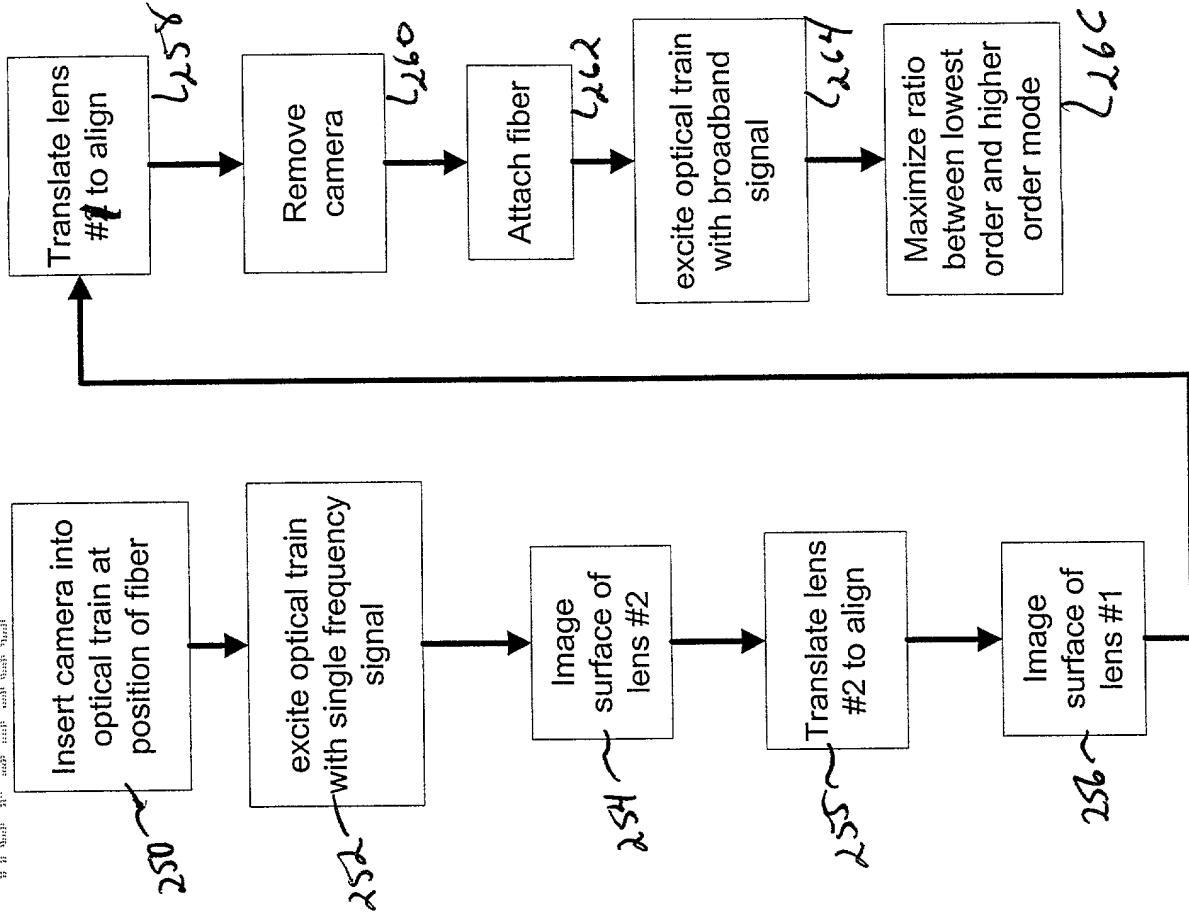 Insert camera into
optical train at
position of fiber
250
excite optical train
with single frequency
signal
252
Image
surface of
lens #2
254
Translate lens
#2 to align
255
Image
surface of
lens #1
256
Translate lens
#1 to align
258
Remove
camera
260
Attach fiber
262
excite optical train
with broadband
signal
264
Maximize ratio
between lowest
order and higher
order mode
266